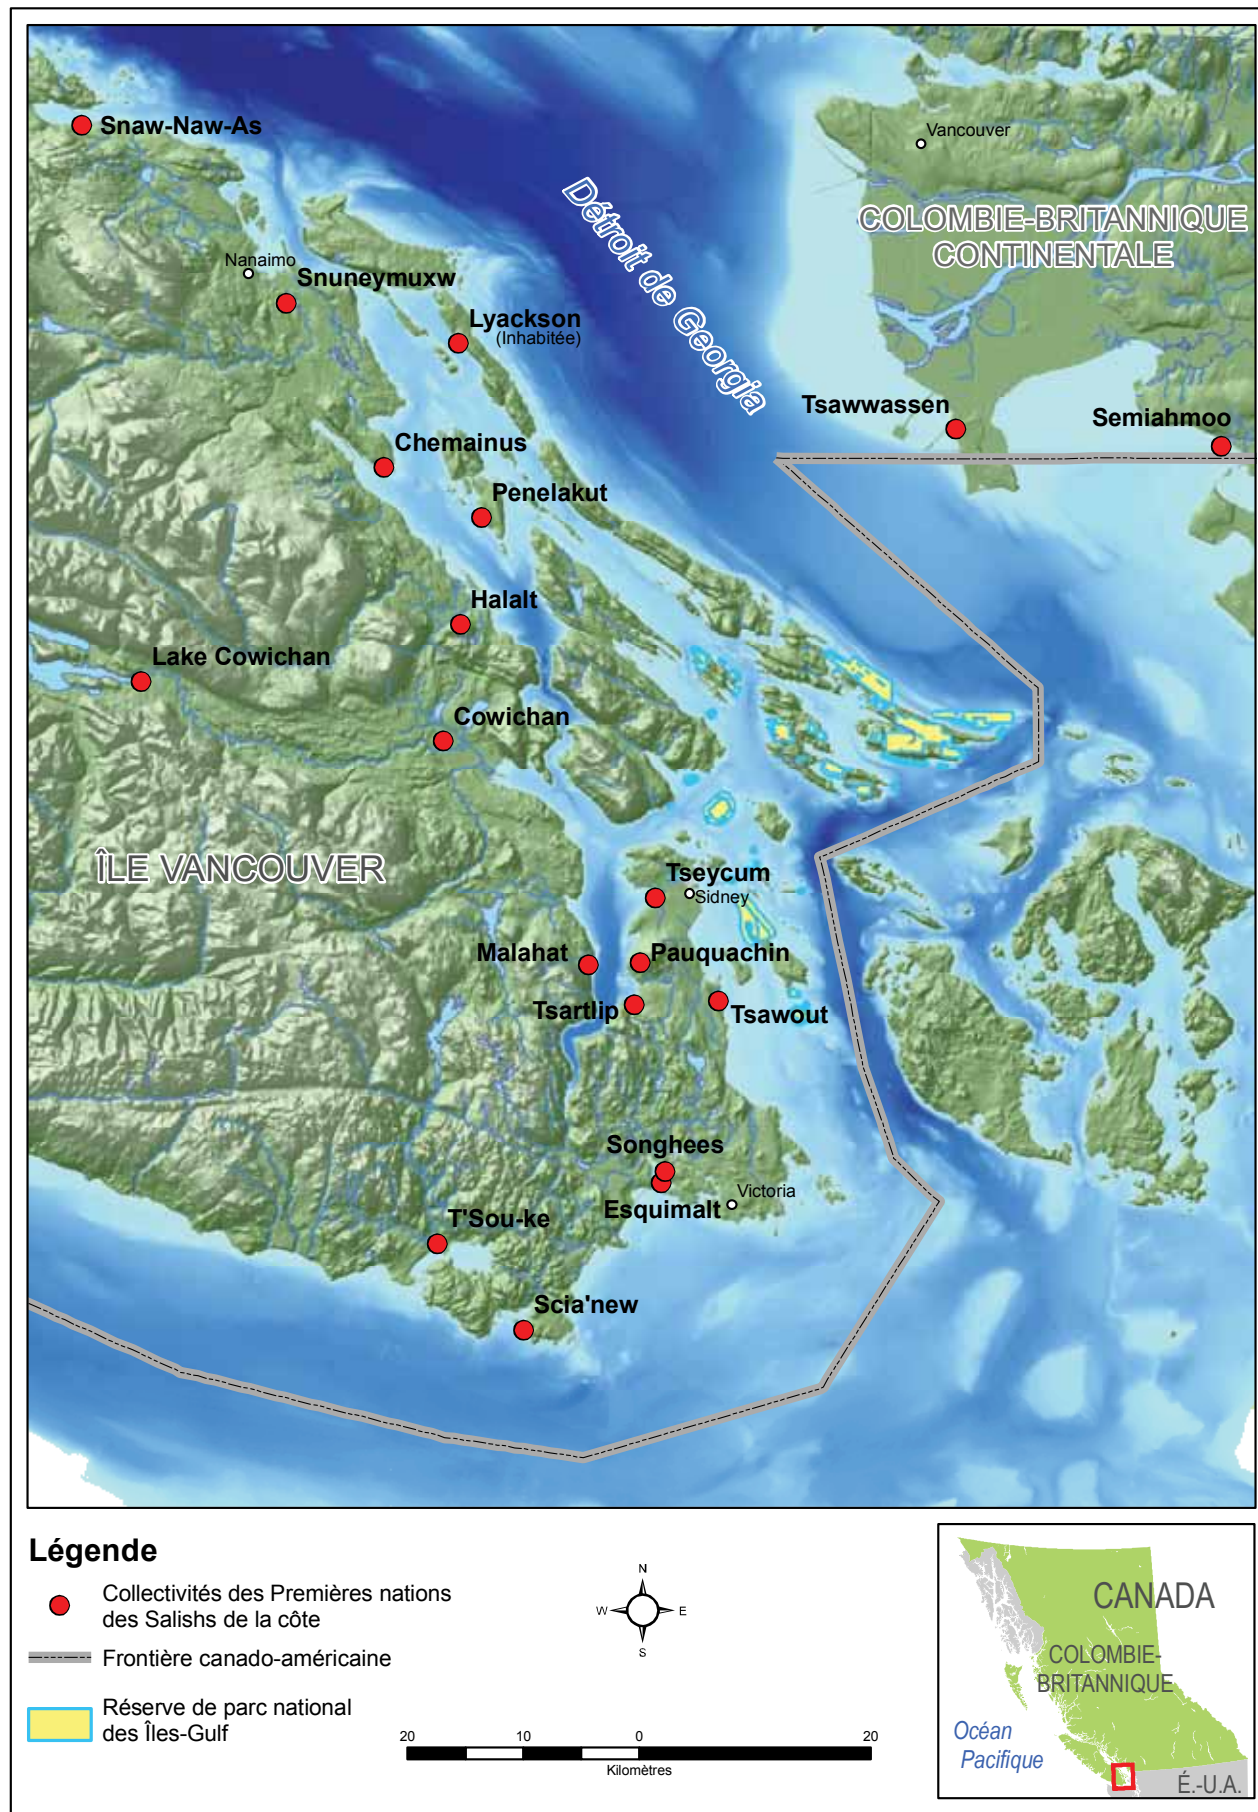 Snaw-Naw-As
Vancouver
Détroit de Georgia
COLOMBIE-BRITANNIQUE
CONTINENTALE
Nanaimo
Snuneymuxw
Lyackson
(Inhabitée)
Tsawwassen
Semiahmoo
Chemainus
Penelakut
Halalt
Lake Cowichan
Cowichan
ÎLE VANCOUVER
Tseycum
Sidney
Malahat
Pauquachin
Tsartlip
Tsawout
Songhees
Victoria
Esquimalt
T'Sou-ke
Scia'new
Légende
Collectivités des Premières nations
des Salishs de la côte
Frontière canado-américaine
Réserve de parc national
des Îles-Gulf
N
W
E
S
20
10
0
20
Kilomètres
CANADA
COLOMBIE-
BRITANNIQUE
Océan
Pacifique
É.-U.A.